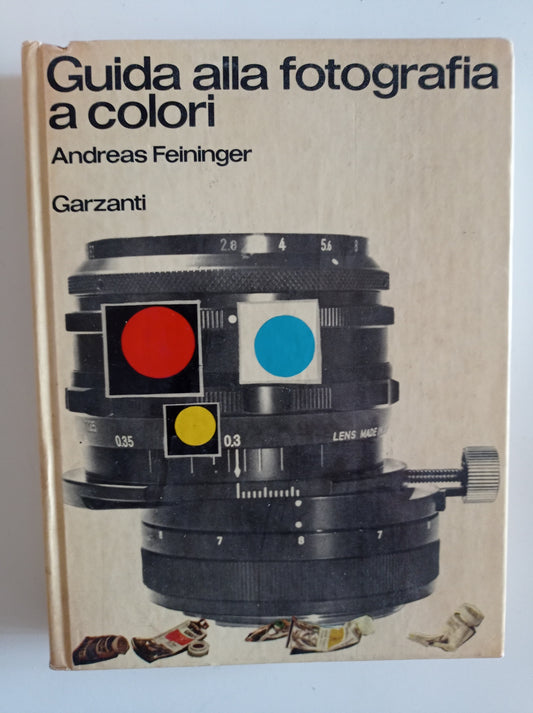 Guida alla fotografia
a colori
Andreas Feininger
Garzanti
2.8 4 5.6 8
0.35 0.3 LENS MADE
7 8 7